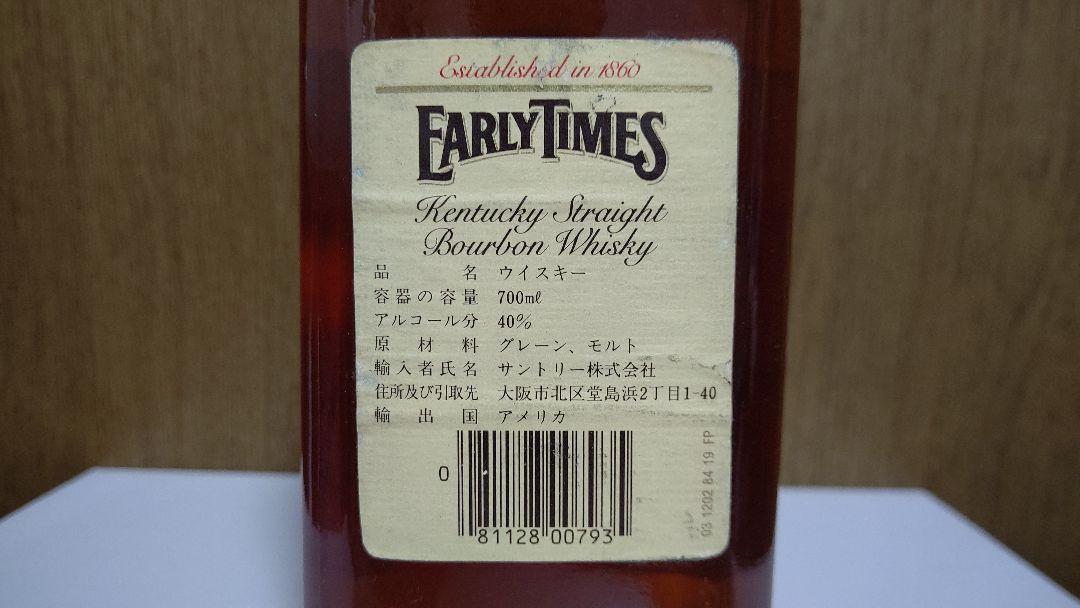 Established in 1860
EARLY TIMES
Kentucky Straight
Bourbon Whisky
品名 ウイスキー
容器の容量 700mℓ
アルコール分 40%
原材料 グレーン、モルト
輸入者氏名 サントリー株式会社
住所及び引取先 大阪市北区堂島浜2丁目1-40
輸出国 アメリカ
0 81128 00793
03 1202 84 19 FP